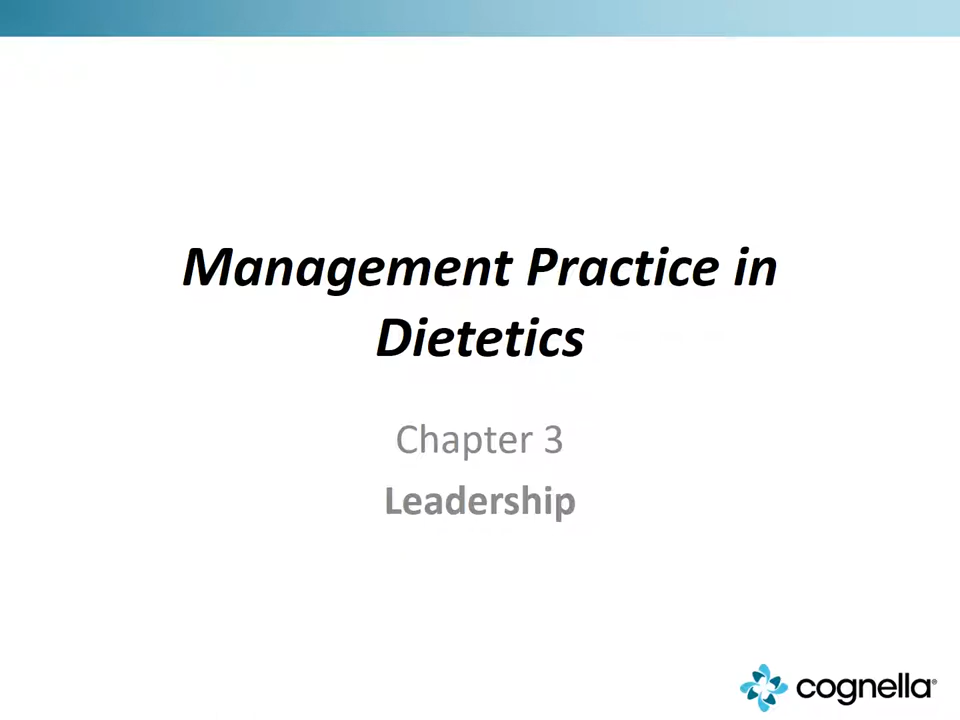 Management Practice in
Dietetics
Chapter 3
Leadership
cognella®